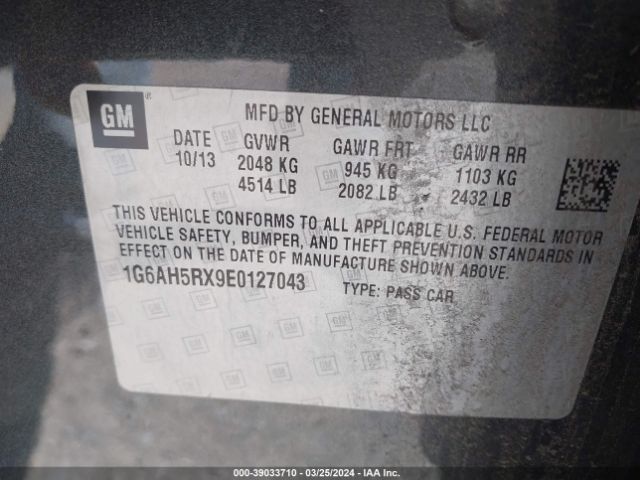 GM
MFD BY GENERAL MOTORS LLC
DATE GVWR GAWR FRT GAWR RR
10/13 2048 KG 945 KG 1103 KG
4514 LB 2082 LB 2432 LB
THIS VEHICLE CONFORMS TO ALL APPLICABLE U.S. FEDERAL MOTOR
VEHICLE SAFETY, BUMPER, AND THEFT PREVENTION STANDARDS IN
EFFECT ON THE DATE OF MANUFACTURE SHOWN ABOVE.
1G6AH5RX9E0127043 TYPE: PASS CAR
000-39033710 | 03/25/2024 | IAA Inc.